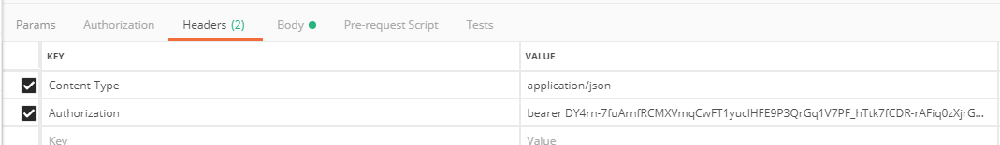 Params Authorization Headers (2) Body Pre-request Script Tests
KEY VALUE
Content-Type application/json
Authorization bearer DY4rn-7fuArnfRCMXVmqCwFT1yuclHFE9P3QrGq1V7PF_hTtk7fCDR-rAFiq0zXjrG...
Key Value